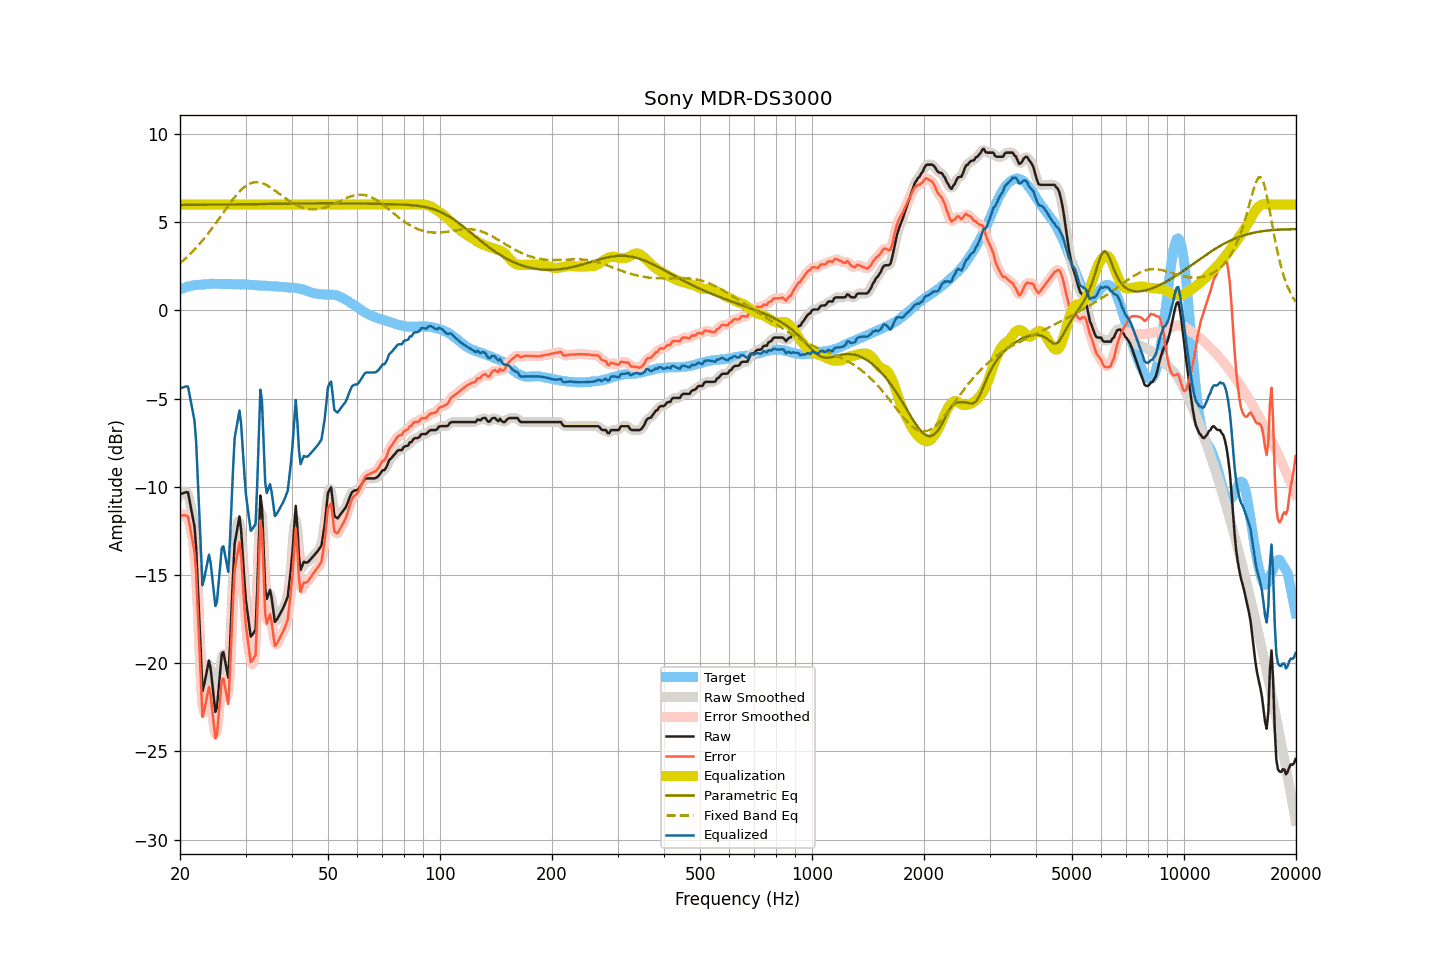 Sony MDR-DS3000
Amplitude (dBr)
10
5
0
−5
−10
−15
−20
−25
−30
Target
Raw Smoothed
Error Smoothed
Raw
Error
Equalization
Parametric Eq
Fixed Band Eq
Equalized
20 50 100 200 500 1000 2000 5000 10000 20000
Frequency (Hz)